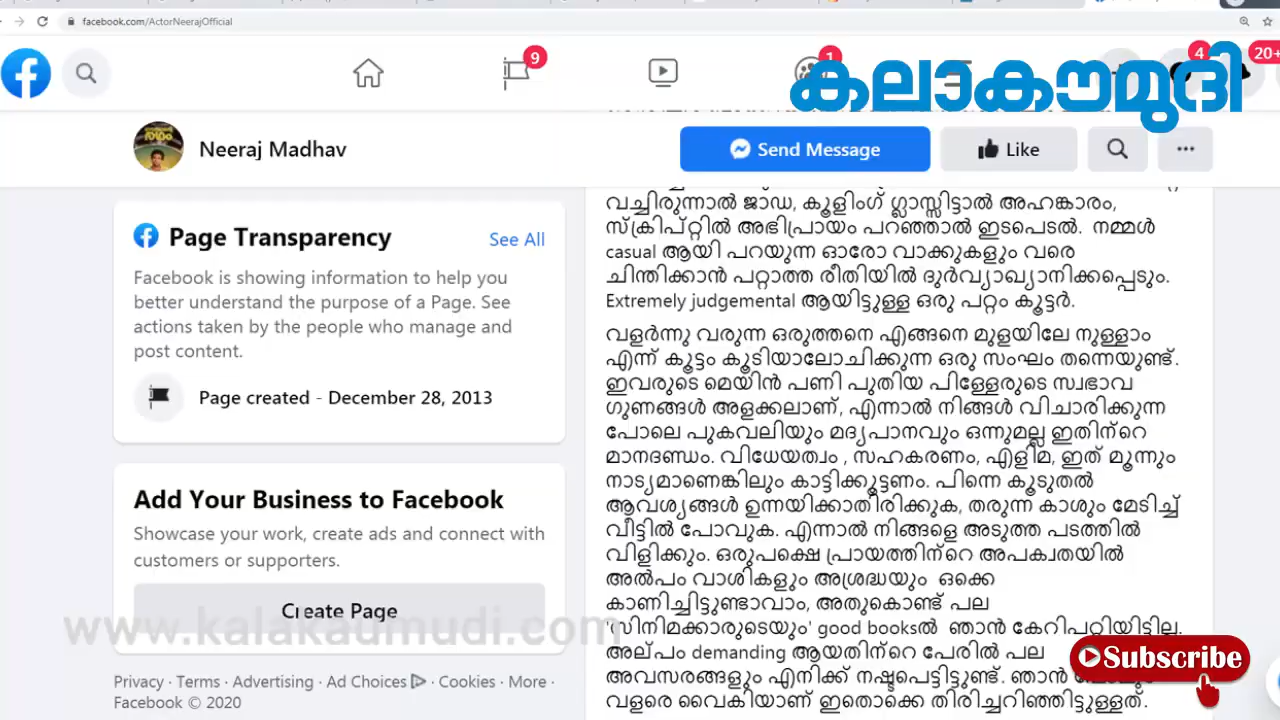 facebook.com/ActorNeerajOfficial
9
1
4
20+
കലാകൗമുദി
Neeraj Madhav
Send Message
Like
Page Transparency
See All
Facebook is showing information to help you
better understand the purpose of a Page. See
actions taken by the people who manage and
post content.
Page created - December 28, 2013
Add Your Business to Facebook
Showcase your work, create ads and connect with
customers or supporters.
Create Page
www.kalakaumudi.com
Privacy · Terms · Advertising · Ad Choices · Cookies · More ·
Facebook © 2020
വച്ചിരുന്നാൽ ജാഡ, കൂളിംഗ് ഗ്ലാസ്സിട്ടാൽ അഹങ്കാരം,
സ്ക്രിപ്റ്റിൽ അഭിപ്രായം പറഞ്ഞാൽ ഇടപെടൽ. നമ്മൾ
casual ആയി പറയുന്ന ഓരോ വാക്കുകളും വരെ
ചിന്തിക്കാൻ പറ്റാത്ത രീതിയിൽ ദുർവ്യാഖ്യാനിക്കപ്പെടും.
Extremely judgemental ആയിട്ടുള്ള ഒരു പറ്റം കൂട്ടർ.
വളർന്നു വരുന്ന ഒരുത്തനെ എങ്ങനെ മുളയിലേ നുള്ളാം
എന്ന് കൂട്ടം കൂടിയാലോചിക്കുന്ന ഒരു സംഘം തന്നെയുണ്ട്.
ഇവരുടെ മെയിൻ പണി പുതിയ പിള്ളേരുടെ സ്വഭാവ
ഗുണങ്ങൾ അളക്കലാണ്, എന്നാൽ നിങ്ങൾ വിചാരിക്കുന്ന
പോലെ പുകവലിയും മദ്യപാനവും ഒന്നുമല്ല ഇതിന്റെ
മാനദണ്ഡം. വിധേയത്വം , സഹകരണം, എളിമ, ഇത് മൂന്നും
നാട്യമാണെങ്കിലും കാട്ടിക്കൂട്ടണം. പിന്നെ കൂടുതൽ
ആവശ്യങ്ങൾ ഉന്നയിക്കാതിരിക്കുക, തരുന്ന കാശും മേടിച്ച്
വീട്ടിൽ പോവുക. എന്നാൽ നിങ്ങളെ അടുത്ത പടത്തിൽ
വിളിക്കും. ഒരുപക്ഷെ പ്രായത്തിന്റെ അപക്വതയിൽ
അൽപം വാശികളും അശ്രദ്ധയും ഒക്കെ
കാണിച്ചിട്ടുണ്ടാവാം, അതുകൊണ്ട് പല
'സിനിമക്കാരുടെയും' good booksൽ ഞാൻ കേറിപറ്റിയിട്ടില്ല.
അല്പം demanding ആയതിന്റെ പേരിൽ പല
അവസരങ്ങളും എനിക്ക് നഷ്ടപെട്ടിട്ടുണ്ട്. ഞാൻ
വളരെ വൈകിയാണ് ഇതൊക്കെ തിരിച്ചറിഞ്ഞിട്ടുള്ളത്.
Subscribe